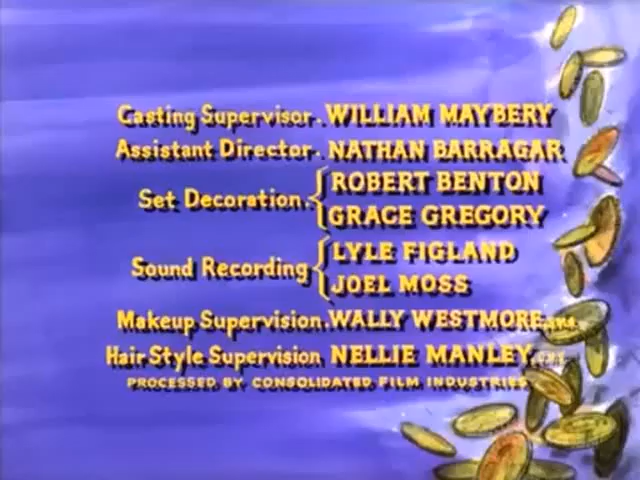 Casting Supervisor. WILLIAM MAYBERY
Assistant Director. NATHAN BARRAGAR
Set Decoration. ROBERT BENTON
GRACE GREGORY
Sound Recording LYLE FIGLAND
JOEL MOSS
Makeup Supervision. WALLY WESTMORE,
Hair Style Supervision NELLIE MANLEY,
PROCESSED BY CONSOLIDATED FILM INDUSTRIES